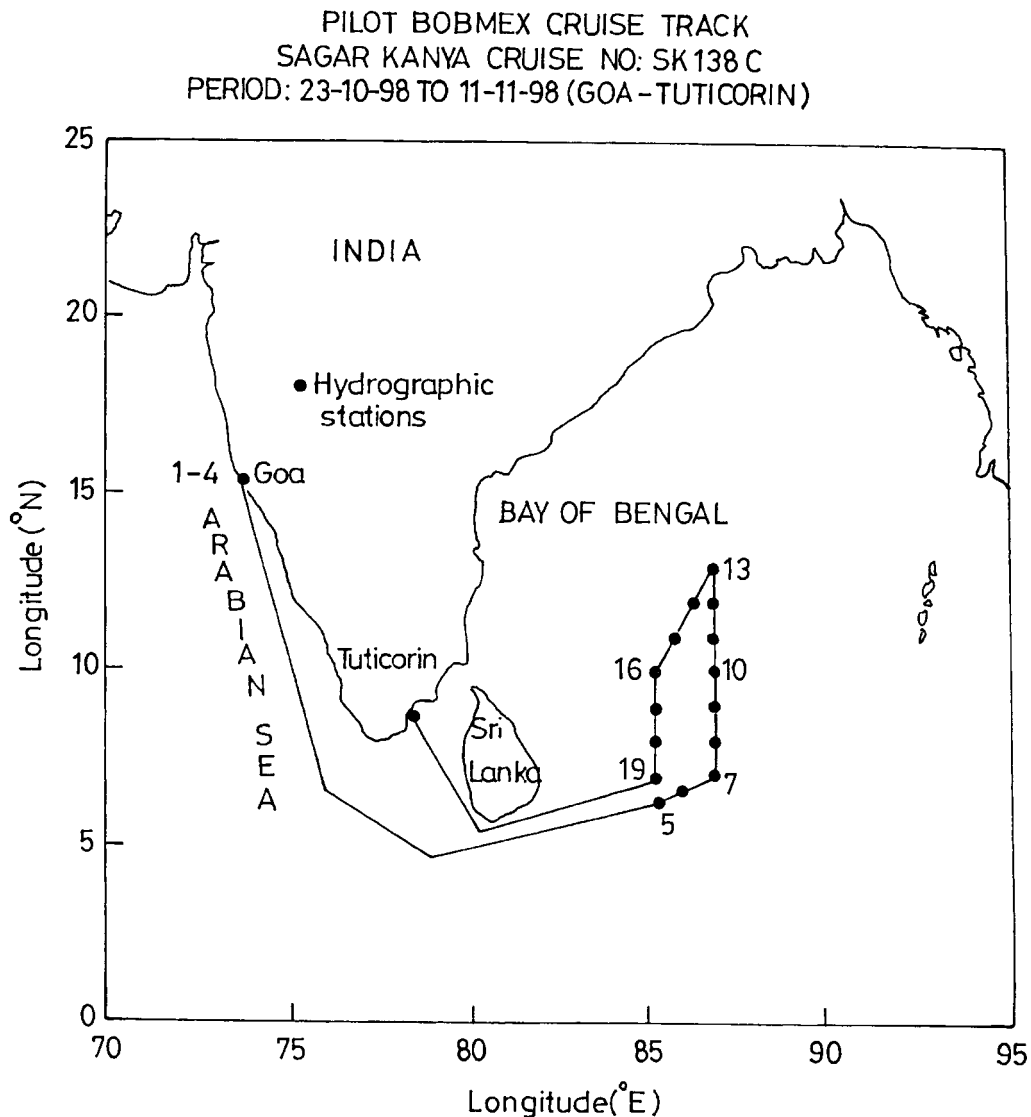 PILOT BOBMEX CRUISE TRACK
SAGAR KANYA CRUISE NO: SK 138 C
PERIOD: 23-10-98 TO 11-11-98 (GOA-TUTICORIN)
25
INDIA
20
Hydrographic
stations
1-4 Goa
15
BAY OF BENGAL
ARABIAN SEA
13
Longitude (°N)
Tuticorin
10
16
10
Sri
Lanka
19
7
5
5
0
70 75 80 85 90 95
Longitude (°E)